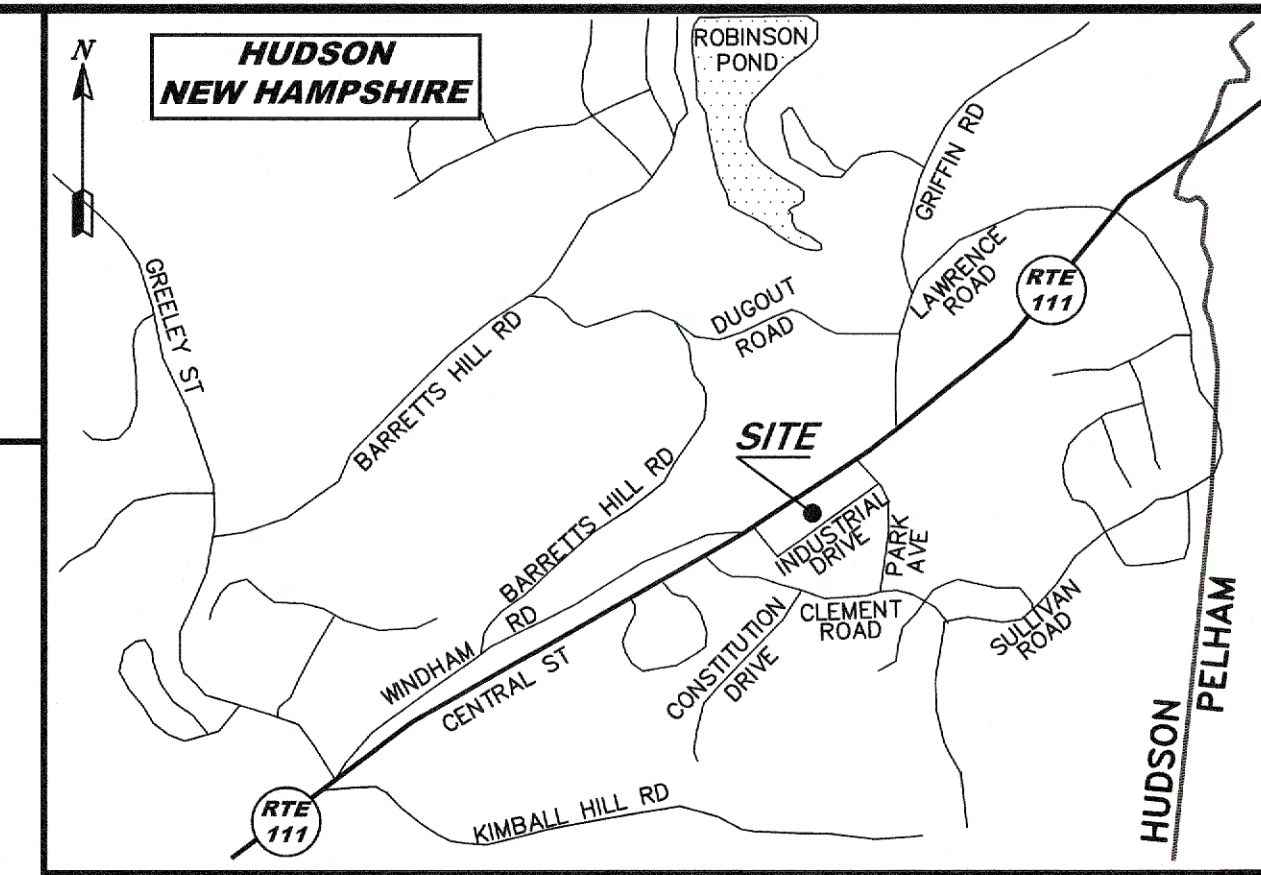 N
HUDSON
NEW HAMPSHIRE
ROBINSON
POND
GRIFFIN RD
LAWRENCE
ROAD
RTE
111
GREELEY ST
DUGOUT
ROAD
BARRETTS HILL RD
SITE
BARRETTS HILL RD
INDUSTRIAL
DRIVE
PARK
AVE
WINDHAM RD
CENTRAL ST
CONSTITUTION
DRIVE
CLEMENT
ROAD
SULLIVAN
ROAD
HUDSON
PELHAM
RTE
111
KIMBALL HILL RD